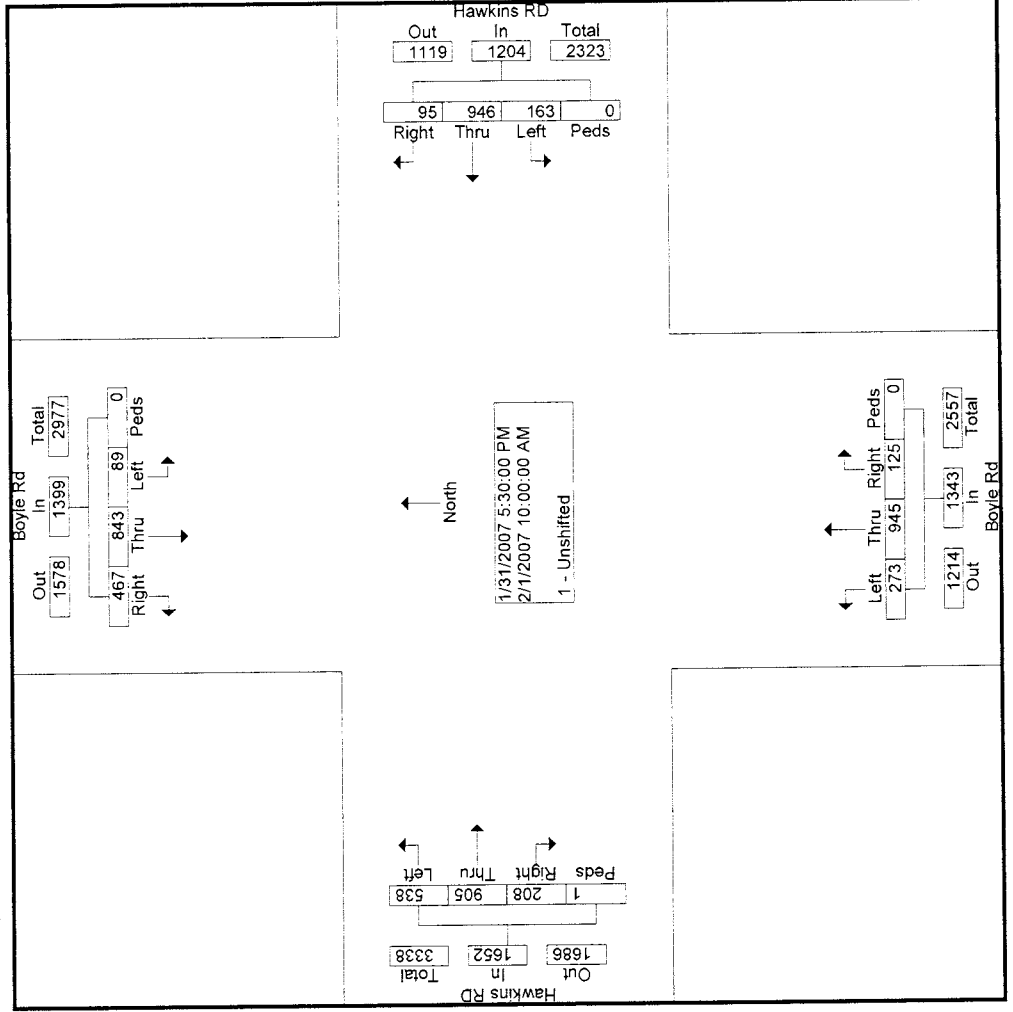 Hawkins RD
Out In Total
1119 1204 2323
95 946 163 0
Right Thru Left Peds
Boyle Rd
Out In Total
1578 1399 2977
467 843 89 0
Right Thru Left Peds
North
1/31/2007 5:30:00 PM
2/1/2007 10:00:00 AM
1 - Unshifted
Left Thru Right Peds
273 945 125 0
1214 1343 2557
Out In Total
Boyle Rd
Left Thru Right Peds
538 905 208 1
3338 1652 1686
Total In Out
Hawkins RD